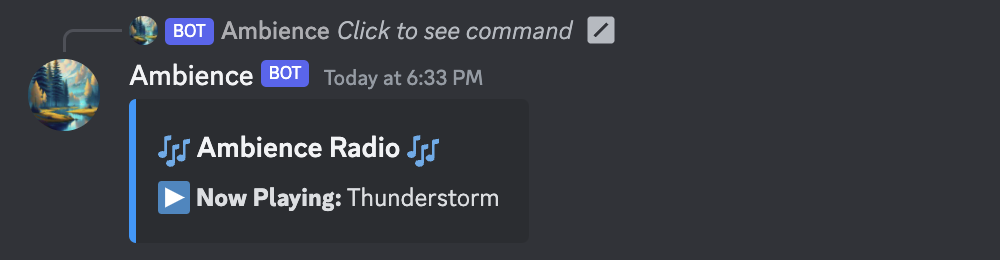 BOT Ambience Click to see command
Ambience BOT Today at 6:33 PM
🎶 Ambience Radio 🎶
▶️ Now Playing: Thunderstorm